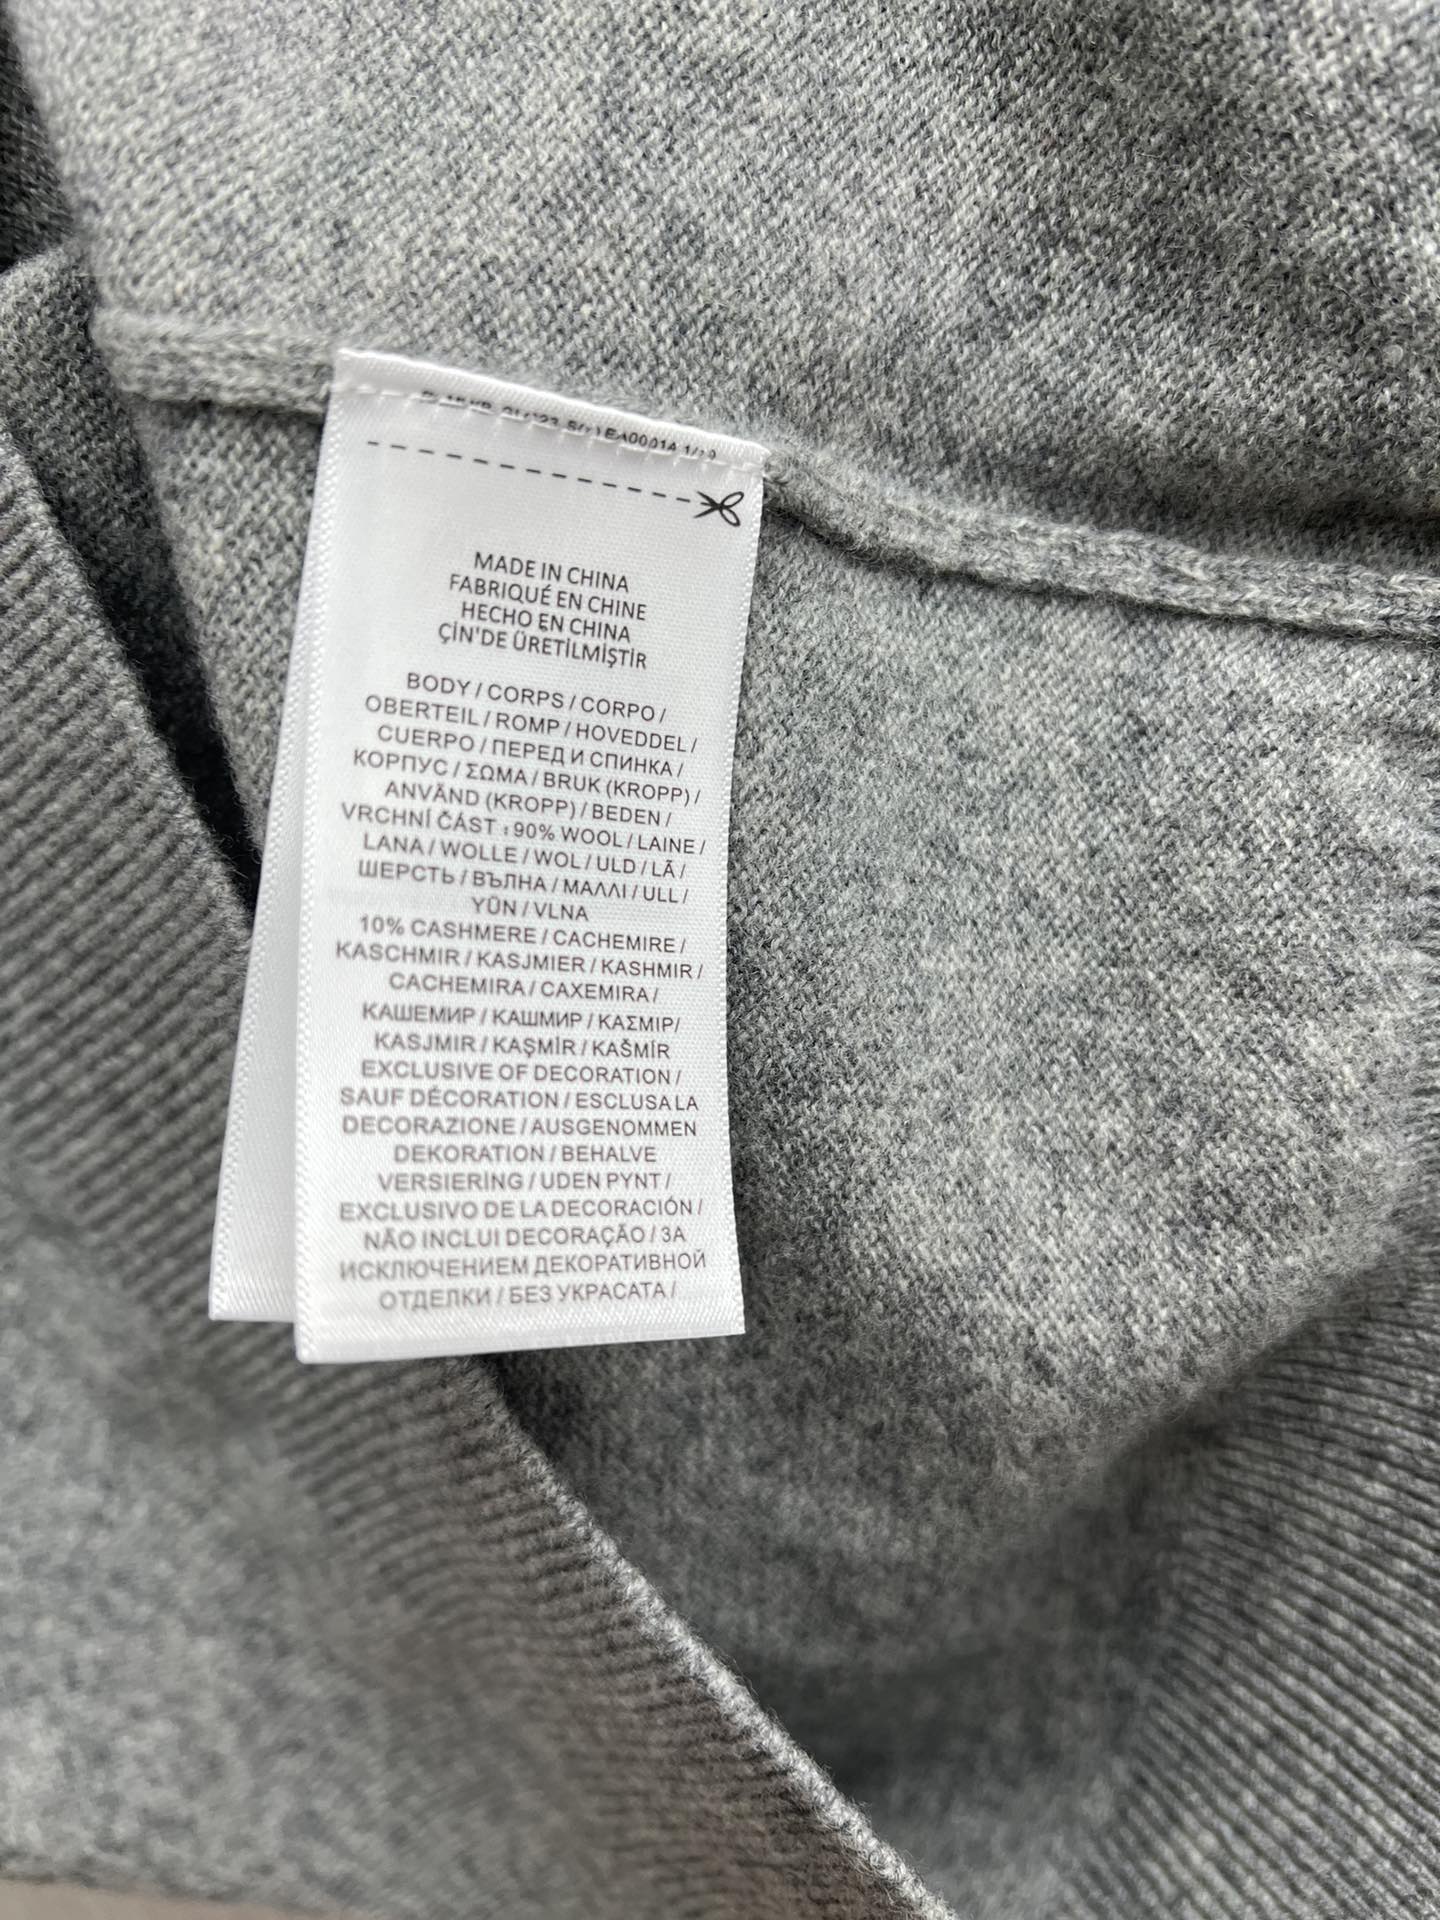 MADE IN CHINA
FABRIQUÉ EN CHINE
HECHO EN CHINA
ÇİN'DE ÜRETİLMİŞTİR
BODY / CORPS / CORPO /
OBERTEIL / ROMP / HOVEDDEL /
CUERPO / ПЕРЕД И СПИНКА /
КОРПУС / ΣΩΜΑ / BRUK (KROPP) /
ANVÄND (KROPP) / BEDEN /
VRCHNÍ ČÁST : 90% WOOL / LAINE /
LANA / WOLLE / WOL / ULD / LÃ /
ШЕРСТЬ / ВЪЛНА / ΜΑΛΛΙ / ULL /
YÜN / VLNA
10% CASHMERE / CACHEMIRE /
KASCHMIR / KASJMIER / KASHMIR /
CACHEMIRA / CAXEMIRA /
КАШЕМИР / КАШМИР / ΚΑΣΜΙΡ/
KASJMIR / KAŞMİR / KAŠMÍR
EXCLUSIVE OF DECORATION /
SAUF DÉCORATION / ESCLUSA LA
DECORAZIONE / AUSGENOMMEN
DEKORATION / BEHALVE
VERSIERING / UDEN PYNT /
EXCLUSIVO DE LA DECORACIÓN /
NÃO INCLUI DECORAÇÃO / ЗА
ИСКЛЮЧЕНИЕМ ДЕКОРАТИВНОЙ
ОТДЕЛКИ / БЕЗ УКРАСАТА /